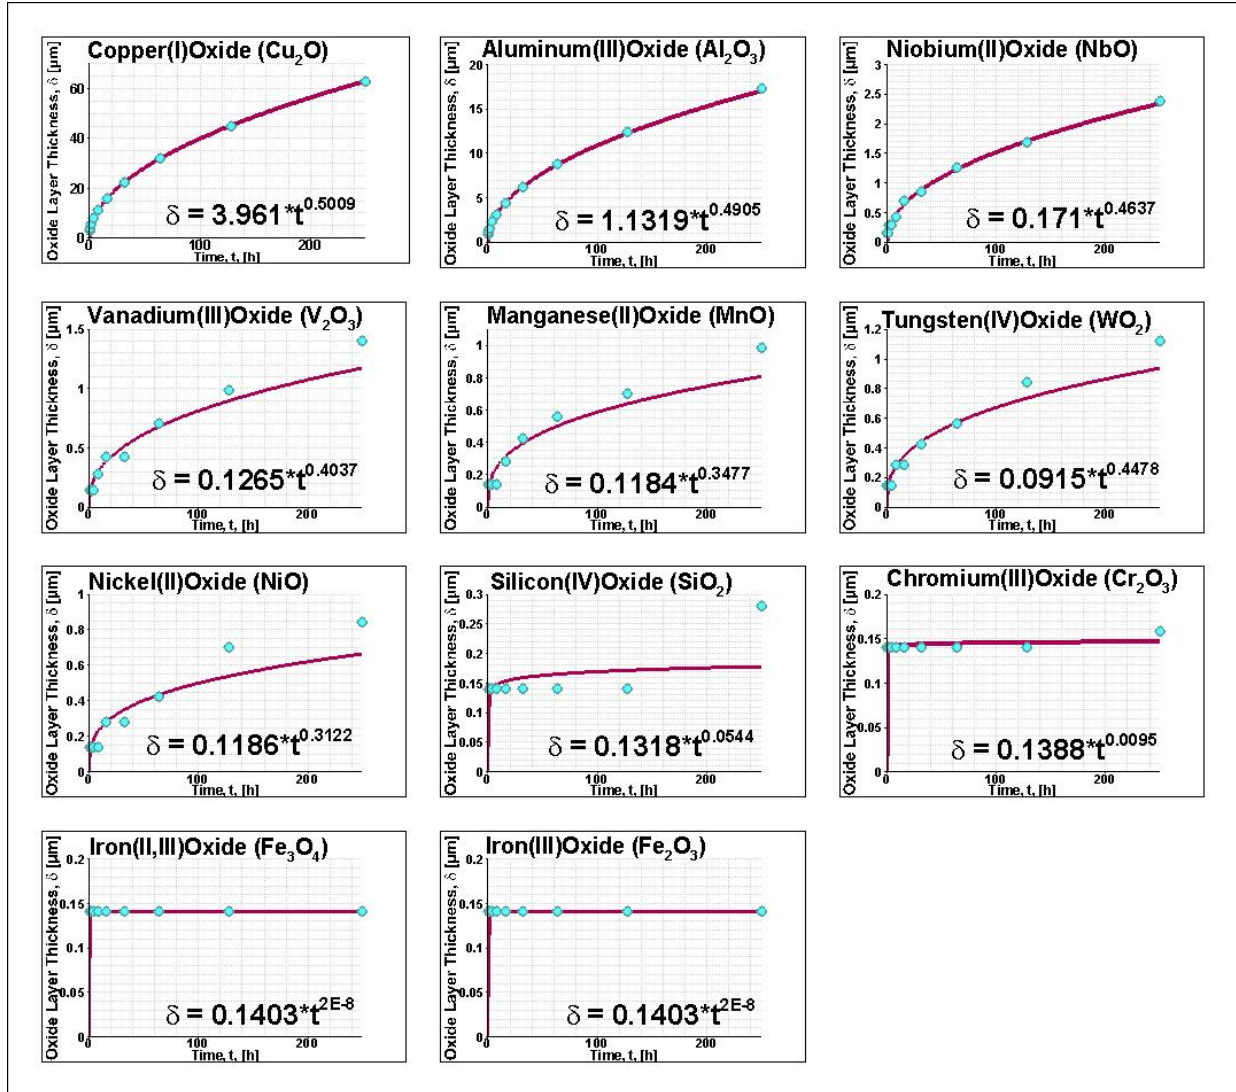 Copper(I)Oxide (Cu₂O)
Oxide Layer Thickness, δ [µm]
60
40
20
0
δ = 3.961*t^0.5009
0
100
200
Time, t, [h]
Aluminum(III)Oxide (Al₂O₃)
Oxide Layer Thickness, δ [µm]
20
15
10
5
0
δ = 1.1319*t^0.4905
0
100
200
Time, t, [h]
Niobium(II)Oxide (NbO)
Oxide Layer Thickness, δ [µm]
3
2.5
2
1.5
1
0.5
0
δ = 0.171*t^0.4637
0
100
200
Time, t, [h]
Vanadium(III)Oxide (V₂O₃)
Oxide Layer Thickness, δ [µm]
1.5
1
0.5
0
δ = 0.1265*t^0.4037
0
100
200
Time, t, [h]
Manganese(II)Oxide (MnO)
Oxide Layer Thickness, δ [µm]
1
0.8
0.6
0.4
0.2
0
δ = 0.1184*t^0.3477
0
100
200
Time, t, [h]
Tungsten(IV)Oxide (WO₂)
Oxide Layer Thickness, δ [µm]
1.2
1
0.8
0.6
0.4
0.2
0
δ = 0.0915*t^0.4478
0
100
200
Time, t, [h]
Nickel(II)Oxide (NiO)
Oxide Layer Thickness, δ [µm]
1
0.8
0.6
0.4
0.2
0
δ = 0.1186*t^0.3122
0
100
200
Time, t, [h]
Silicon(IV)Oxide (SiO₂)
Oxide Layer Thickness, δ [µm]
0.3
0.25
0.2
0.15
0.1
0.05
0
δ = 0.1318*t^0.0544
0
100
200
Time, t, [h]
Chromium(III)Oxide (Cr₂O₃)
Oxide Layer Thickness, δ [µm]
0.2
0.15
0.1
0.05
0
δ = 0.1388*t^0.0095
0
100
200
Time, t, [h]
Iron(II,III)Oxide (Fe₃O₄)
Oxide Layer Thickness, δ [µm]
0.2
0.15
0.1
0.05
0
δ = 0.1403*t^2E-8
0
100
200
Time, t, [h]
Iron(III)Oxide (Fe₂O₃)
Oxide Layer Thickness, δ [µm]
0.2
0.15
0.1
0.05
0
δ = 0.1403*t^2E-8
0
100
200
Time, t, [h]